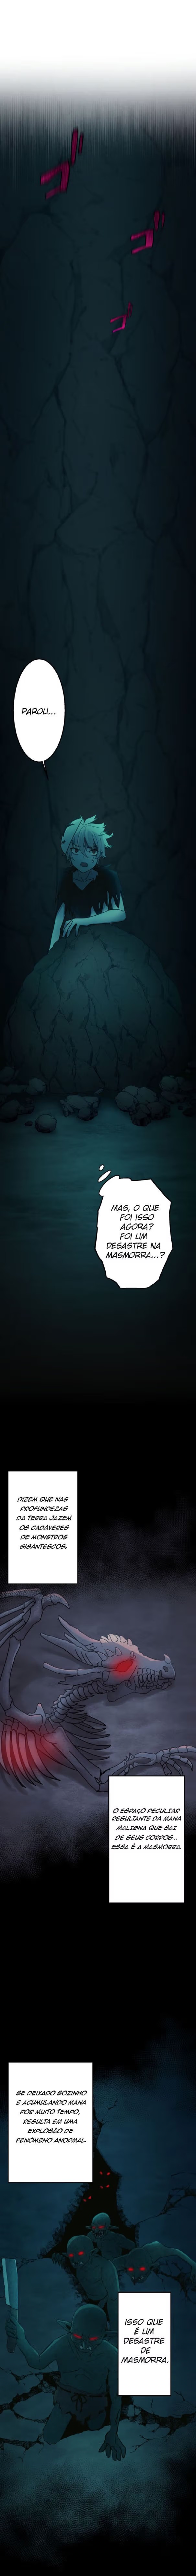 ゴ
ゴ
ゴ
PAROU...
MAS, O QUE
FOI ISSO
AGORA?
FOI UM
DESASTRE NA
MASMORRA...?
DIZEM QUE NAS
PROFUNDEZAS
DA TERRA JAZEM
OS CADÁVERES
DE MONSTROS
GIGANTESCOS,
O ESPAÇO PECULIAR
RESULTANTE DA MANA
MALIGNA QUE SAI
DE SEUS CORPOS...
ESSA É A MASMORRA.
SE DEIXADO SOZINHO
E ACUMULANDO MANA
POR MUITO TEMPO,
RESULTA EM UMA
EXPLOSÃO DE
FENÔMENO ANORMAL.
ISSO QUE
É UM
DESASTRE
DE
MASMORRA.